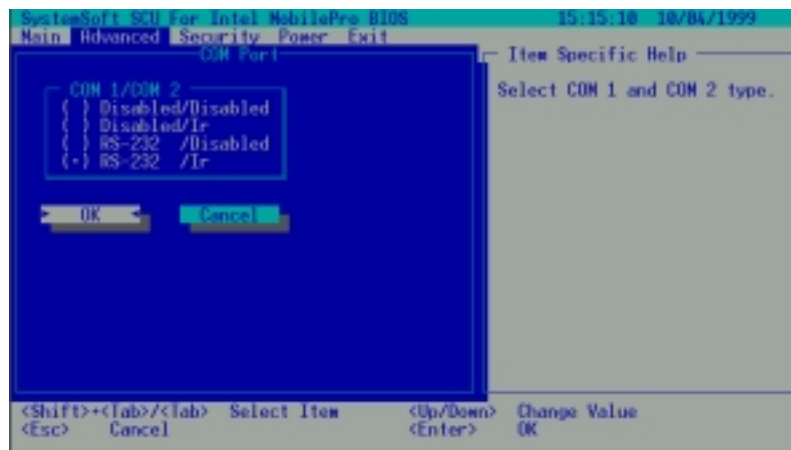 SystemSoft SCU For Intel MobilePro BIOS 15:15:10 10/04/1999
Main Advanced Security Power Exit
COM Port
Item Specific Help
COM 1/COM 2
Select COM 1 and COM 2 type.
( ) Disabled/Disabled
( ) Disabled/Ir
( ) RS-232 /Disabled
(•) RS-232 /Ir
OK Cancel
<Shift>+<Tab>/<Tab> Select Item <Up/Down> Change Value
<Esc> Cancel <Enter> OK